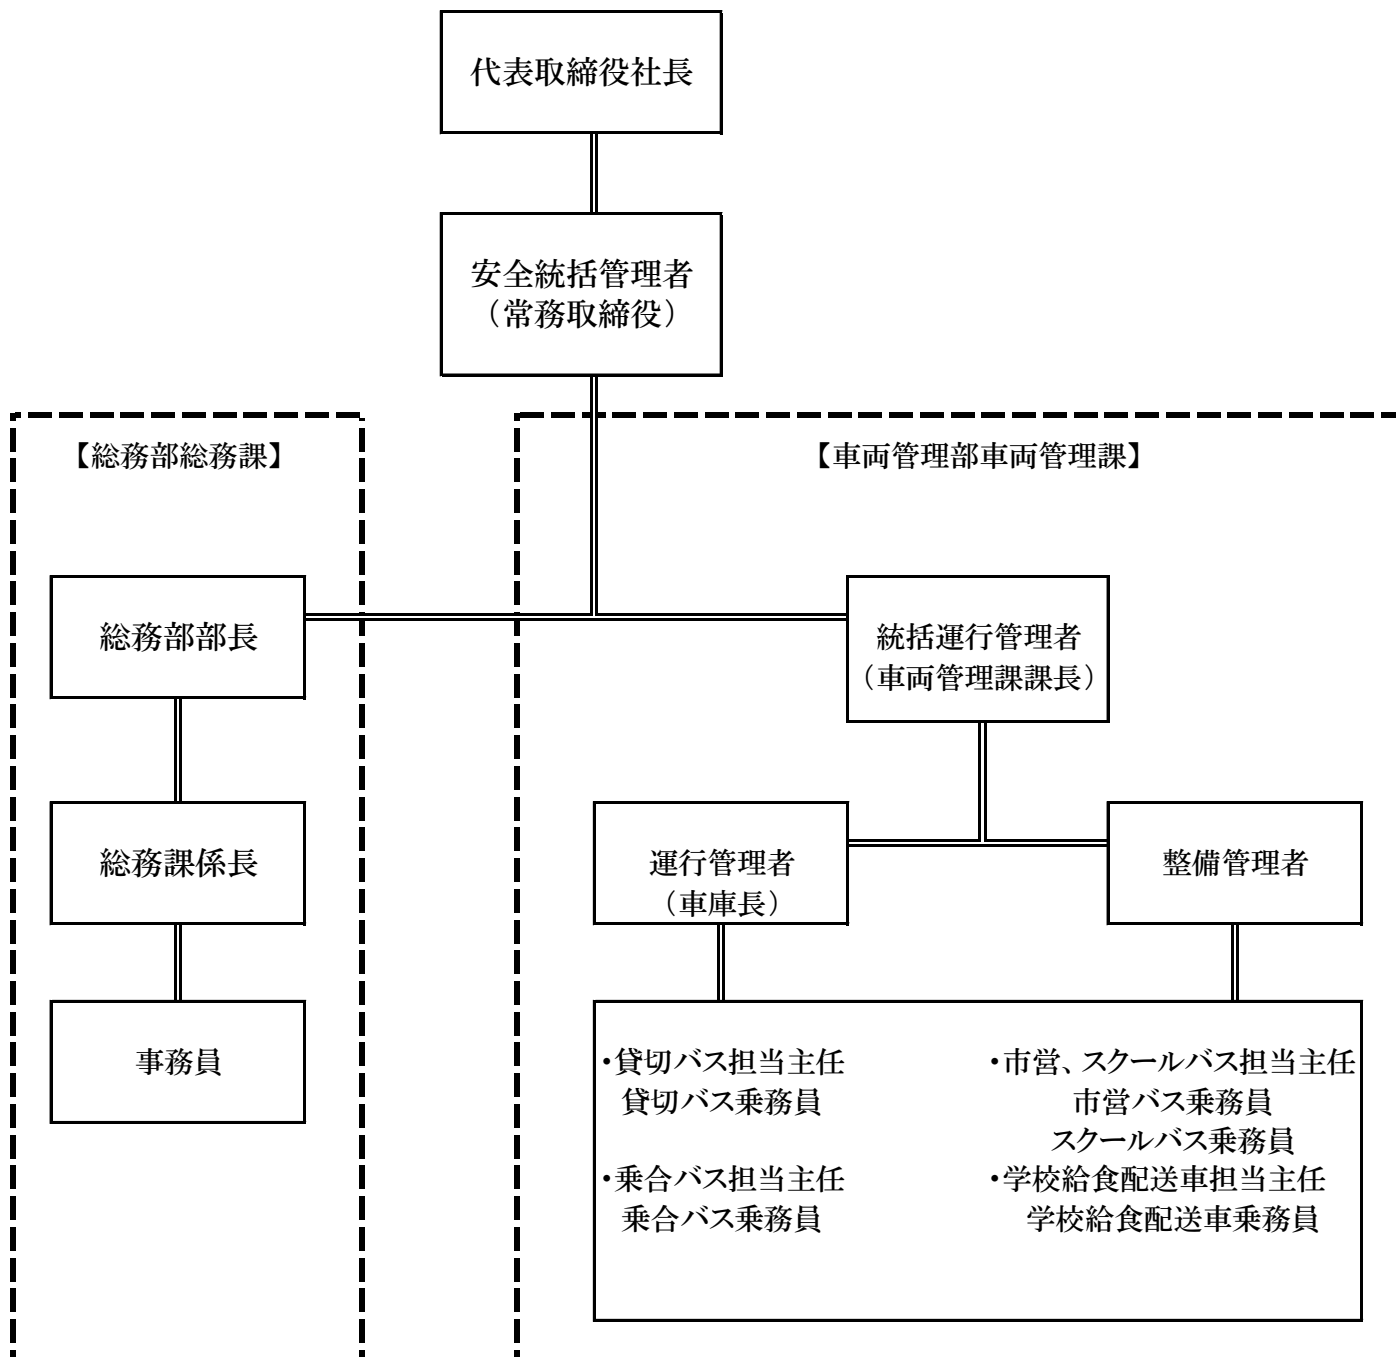 代表取締役社長
安全統括管理者
（常務取締役）
【総務部総務課】
【車両管理部車両管理課】
総務部部長
統括運行管理者
（車両管理課課長）
総務課係長
運行管理者
（車庫長）
整備管理者
事務員
・貸切バス担当主任
貸切バス乗務員
・乗合バス担当主任
乗合バス乗務員
・市営、スクールバス担当主任
市営バス乗務員
スクールバス乗務員
・学校給食配送車担当主任
学校給食配送車乗務員